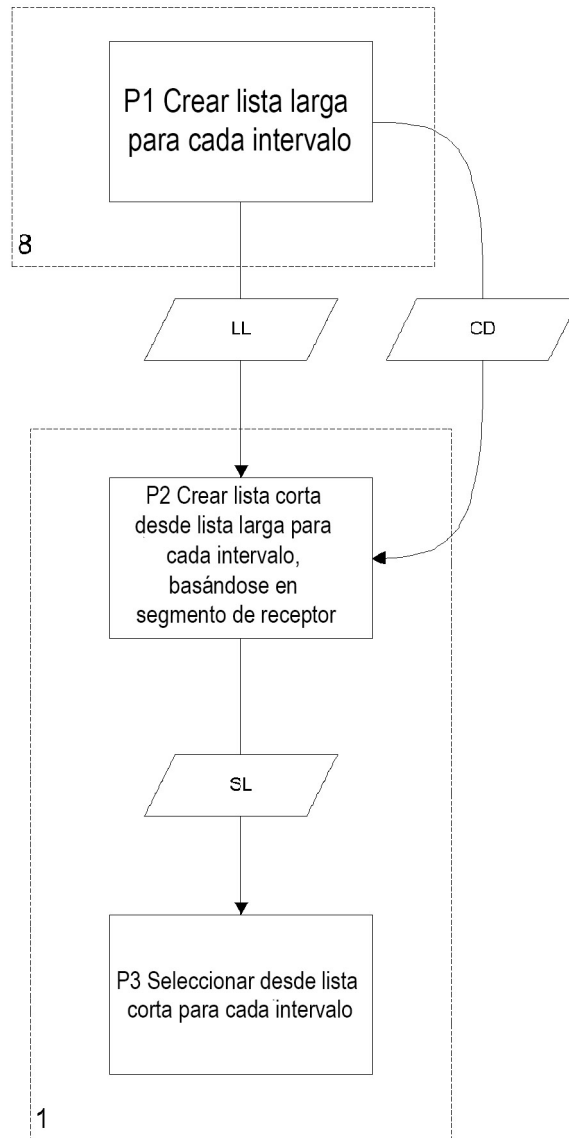 P1 Crear lista larga
para cada intervalo
8
LL
CD
P2 Crear lista corta
desde lista larga para
cada intervalo,
basándose en
segmento de receptor
SL
P3 Seleccionar desde lista
corta para cada intervalo
1